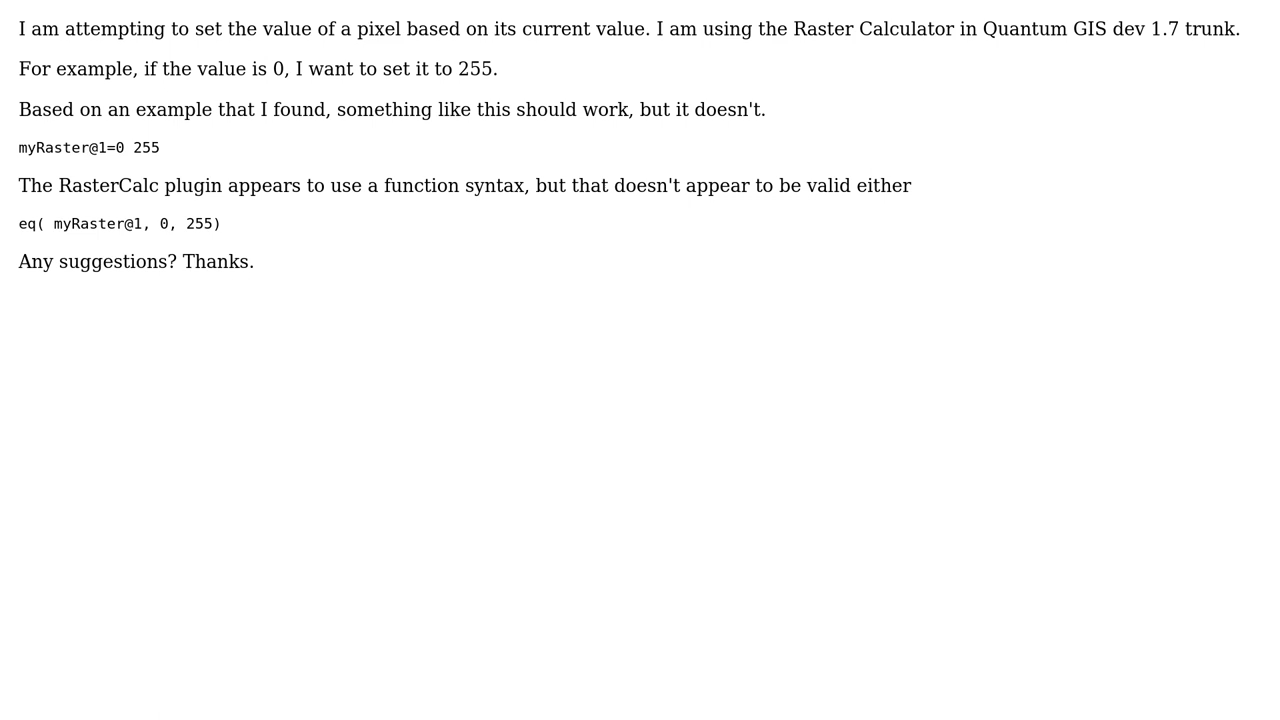 I am attempting to set the value of a pixel based on its current value. I am using the Raster Calculator in Quantum GIS dev 1.7 trunk.
For example, if the value is 0, I want to set it to 255.
Based on an example that I found, something like this should work, but it doesn't.
myRaster@1=0 255
The RasterCalc plugin appears to use a function syntax, but that doesn't appear to be valid either
eq( myRaster@1, 0, 255)
Any suggestions? Thanks.